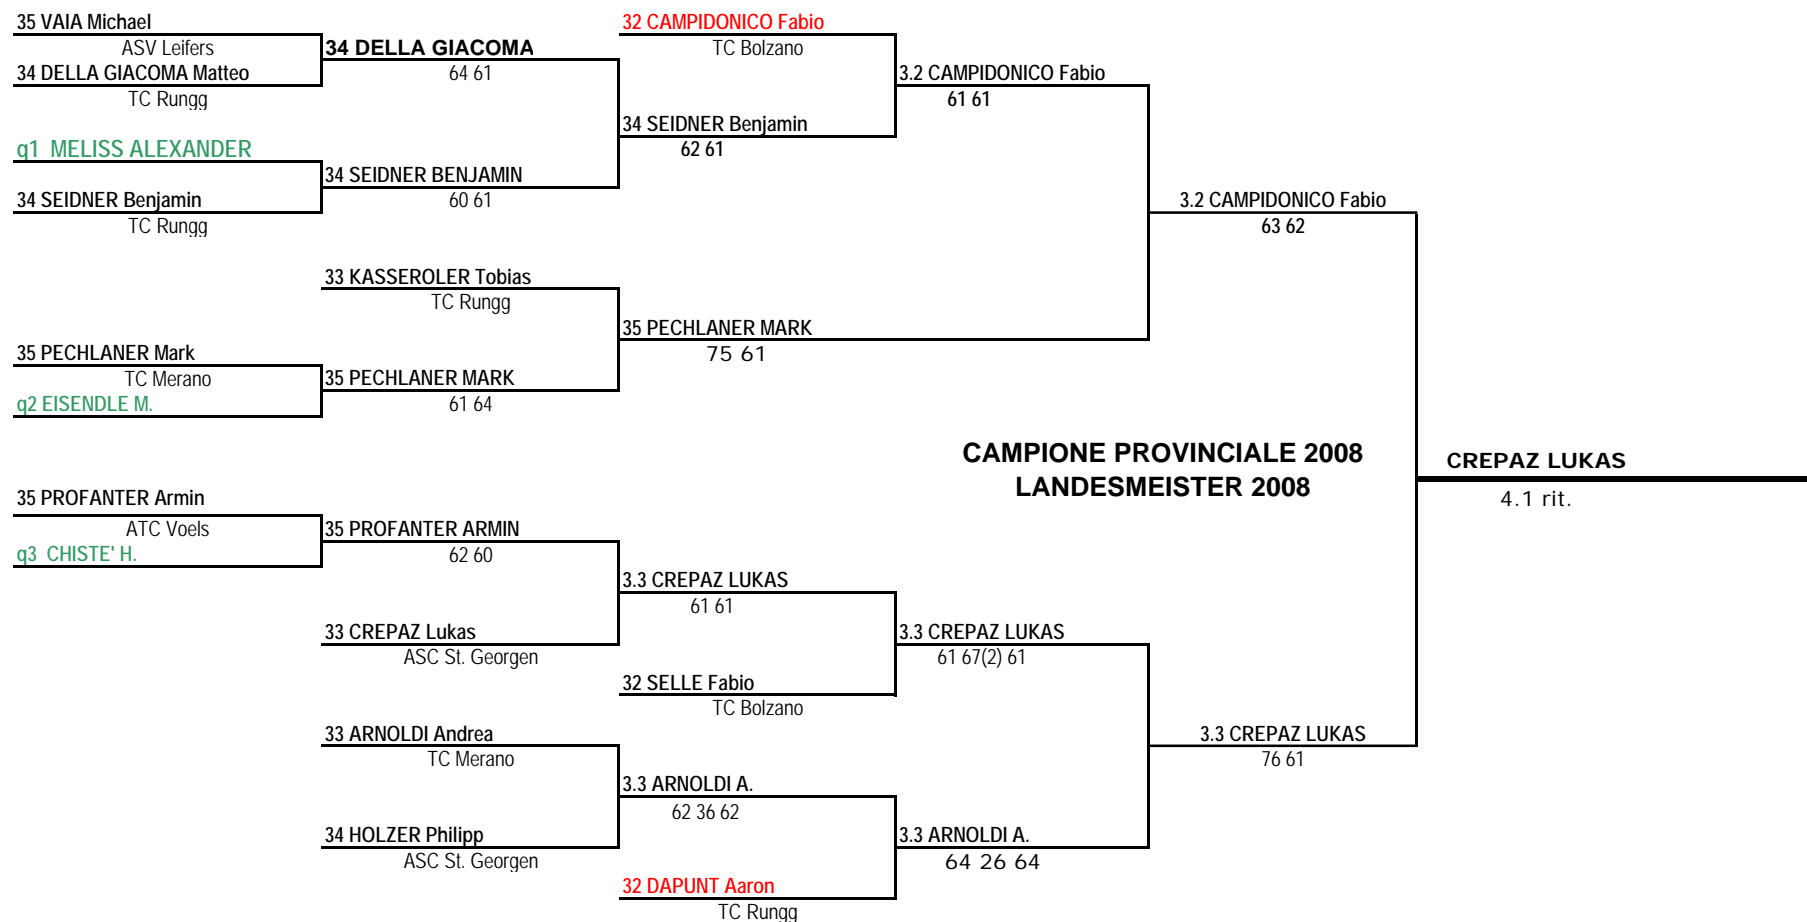 35 VAIA Michael
ASV Leifers
34 DELLA GIACOMA Matteo
TC Rungg
q1 MELISS ALEXANDER
34 SEIDNER Benjamin
TC Rungg
35 PECHLANER Mark
TC Merano
q2 EISENDLE M.
35 PROFANTER Armin
ATC Voels
q3 CHISTE' H.
34 DELLA GIACOMA
64 61
34 SEIDNER BENJAMIN
60 61
33 KASSEROLER Tobias
TC Rungg
35 PECHLANER MARK
61 64
35 PROFANTER ARMIN
62 60
33 CREPAZ Lukas
ASC St. Georgen
33 ARNOLDI Andrea
TC Merano
34 HOLZER Philipp
ASC St. Georgen
32 CAMPIDONICO Fabio
TC Bolzano
34 SEIDNER Benjamin
62 61
35 PECHLANER MARK
75 61
3.3 CREPAZ LUKAS
61 61
32 SELLE Fabio
TC Bolzano
3.3 ARNOLDI A.
62 36 62
32 DAPUNT Aaron
TC Rungg
3.2 CAMPIDONICO Fabio
61 61
3.3 CREPAZ LUKAS
61 67(2) 61
3.3 ARNOLDI A.
64 26 64
3.2 CAMPIDONICO Fabio
63 62
3.3 CREPAZ LUKAS
76 61
CAMPIONE PROVINCIALE 2008
LANDESMEISTER 2008
CREPAZ LUKAS
4.1 rit.